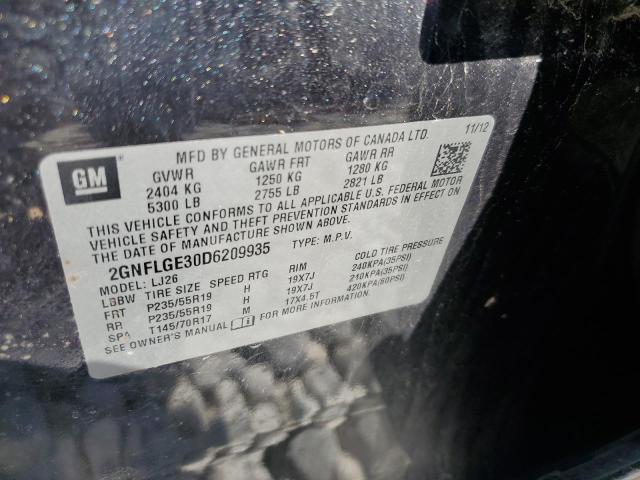 GM
MFD BY GENERAL MOTORS OF CANADA LTD. 11/12
GVWR GAWR FRT GAWR RR
2404 KG 1250 KG 1280 KG
5300 LB 2755 LB 2821 LB
THIS VEHICLE CONFORMS TO ALL APPLICABLE U.S. FEDERAL MOTOR
VEHICLE SAFETY AND THEFT PREVENTION STANDARDS IN EFFECT ON
THE DATE OF MANUFACTURE SHOWN ABOVE.
2GNFLGE30D6209935 TYPE: M.P.V.
MODEL: LJ26
TIRE SIZE SPEED RTG RIM COLD TIRE PRESSURE
FRT P235/55R19 H 19X7J 240KPA(35PSI)
RR P235/55R19 H 19X7J 210KPA(35PSI)
SPA T145/70R17 M 17X4.5T 420KPA(60PSI)
SEE OWNER'S MANUAL FOR MORE INFORMATION.